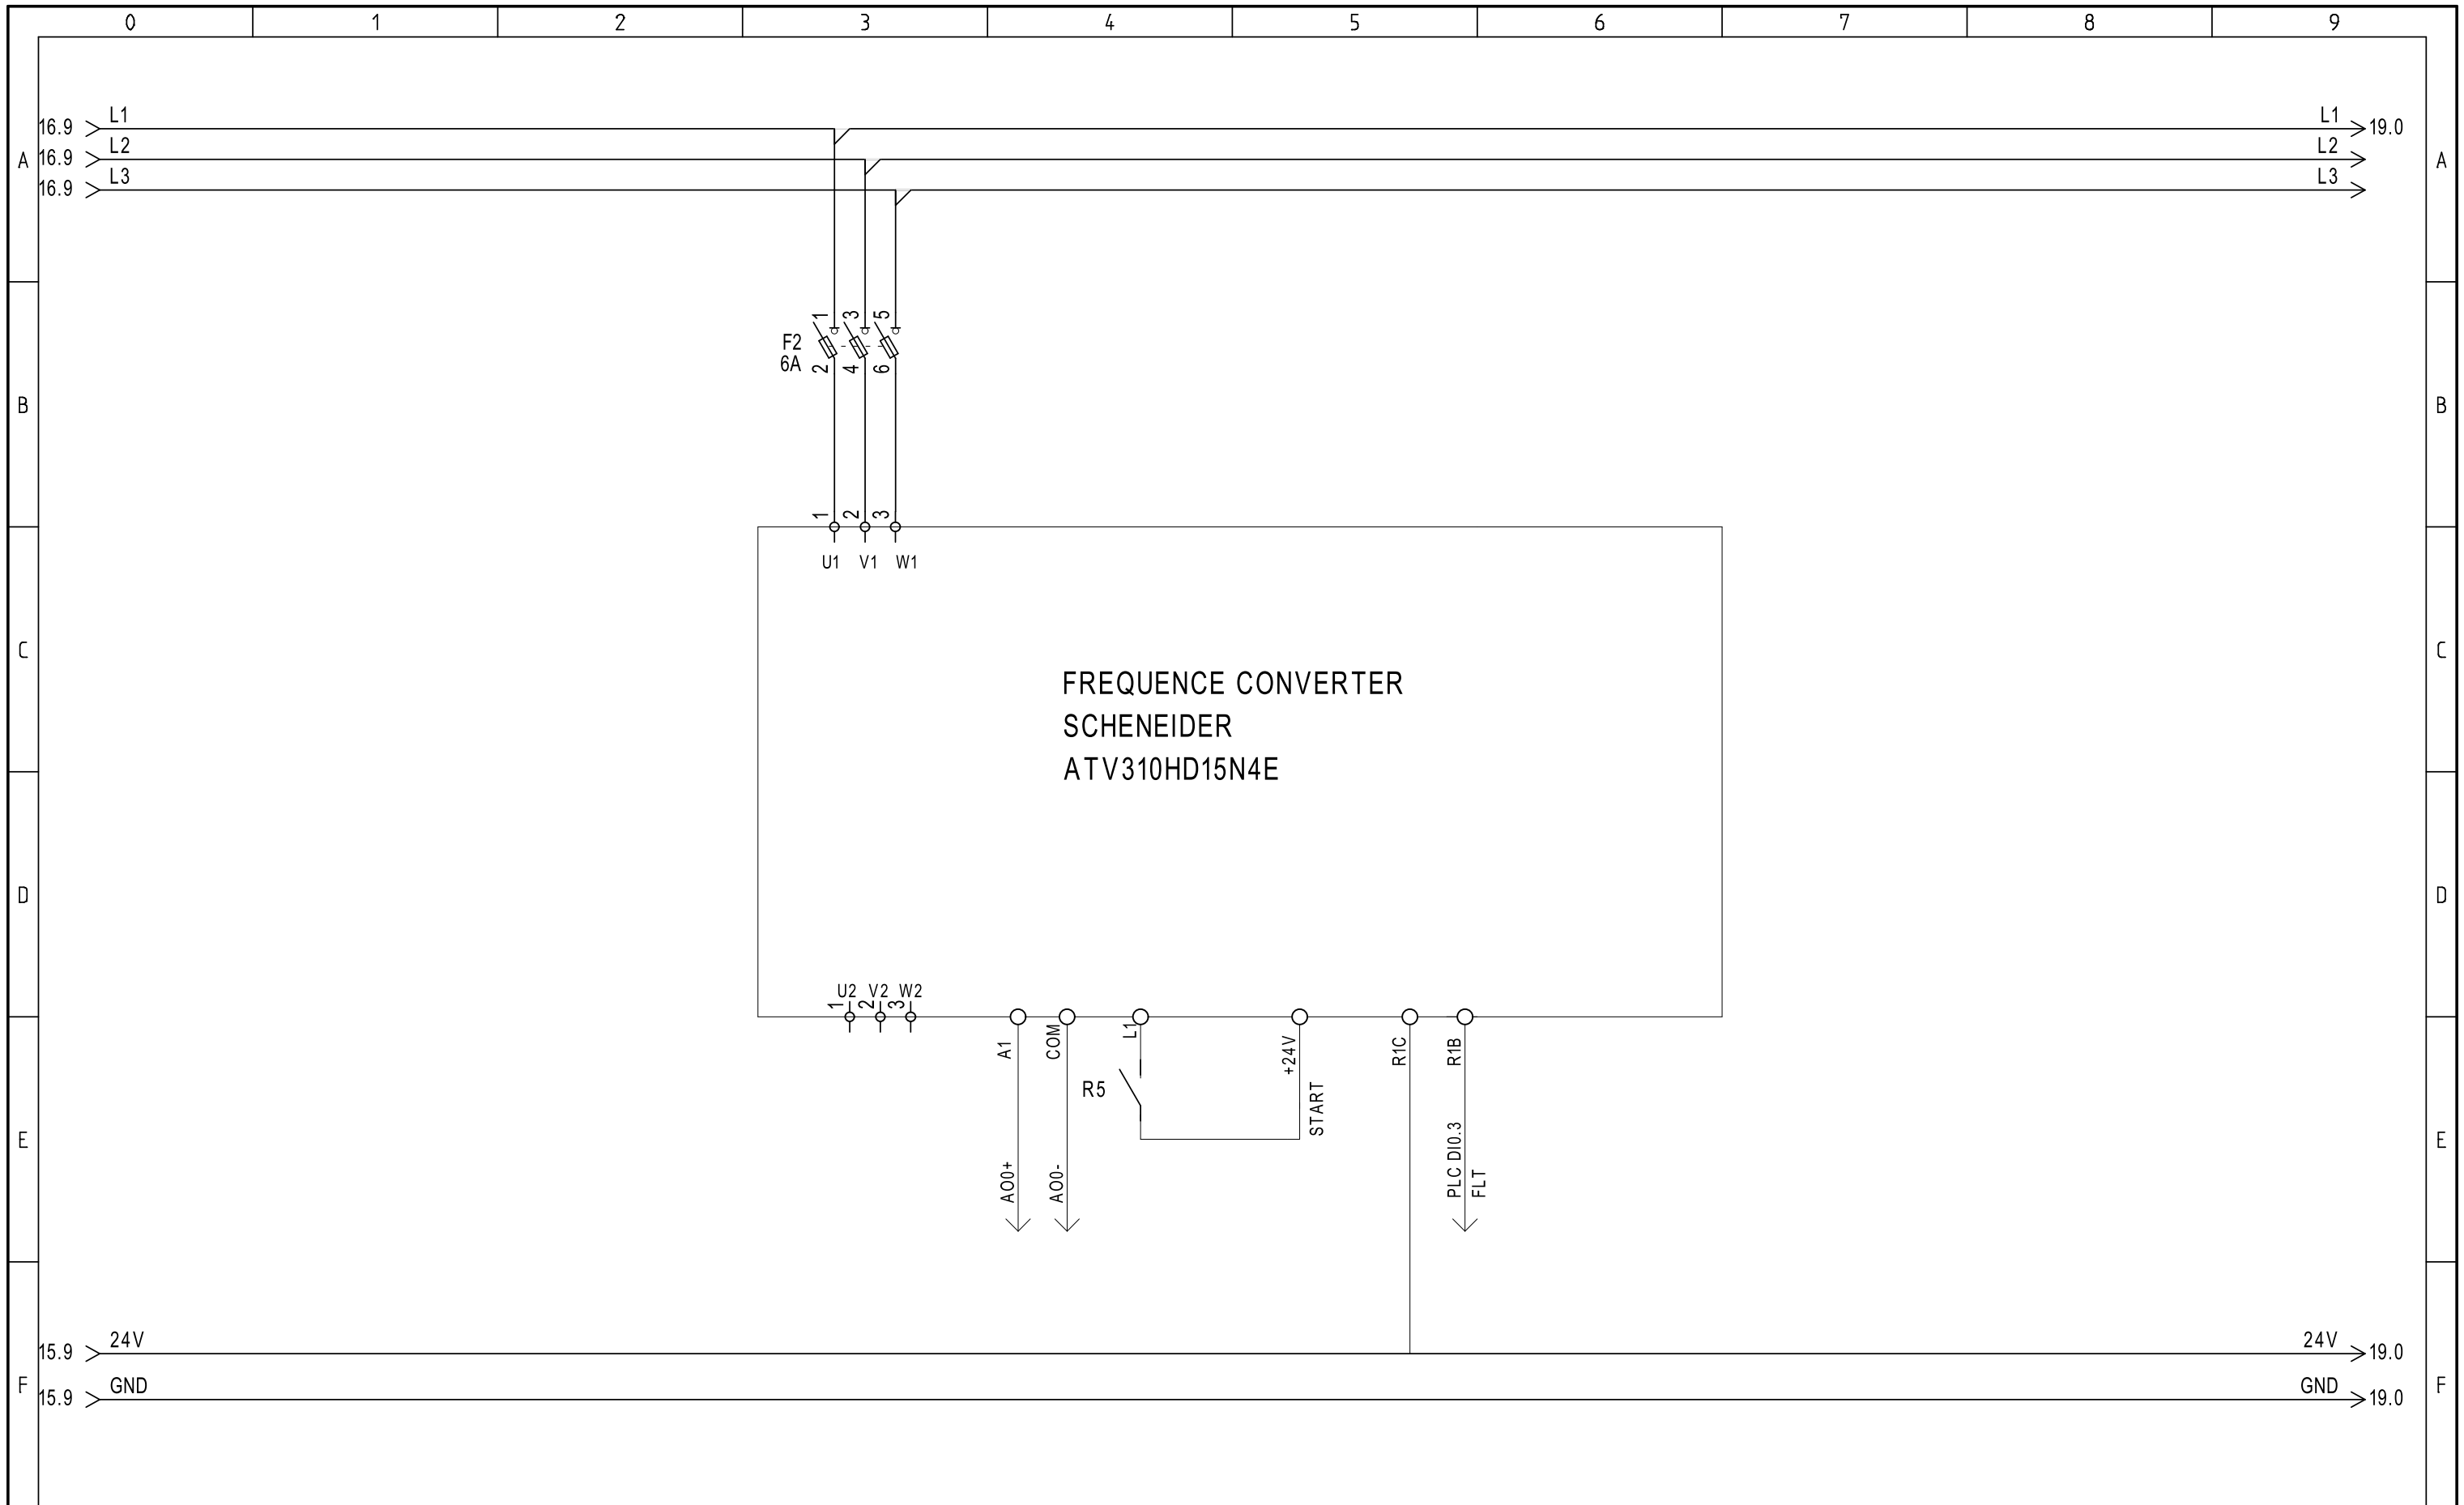 0 1 2 3 4 5 6 7 8 9
L1 L1
16.9 19.0
L2 L2
A 16.9 A
L3 L3
16.9
1 3 5
F2
6A 2 4 6
B B
1 2 3
U1 V1 W1
C C
FREQUENCE CONVERTER
SCHENEIDER
ATV310HD15N4E
D D
U2 V2 W2
1 2 3
A1 COM L1 +24V R1C R1B
R5
START
E E
AO0+ AO0- PLC DI0.3 FLT
24V 24V
15.9 19.0
F GND GND F
15.9 19.0